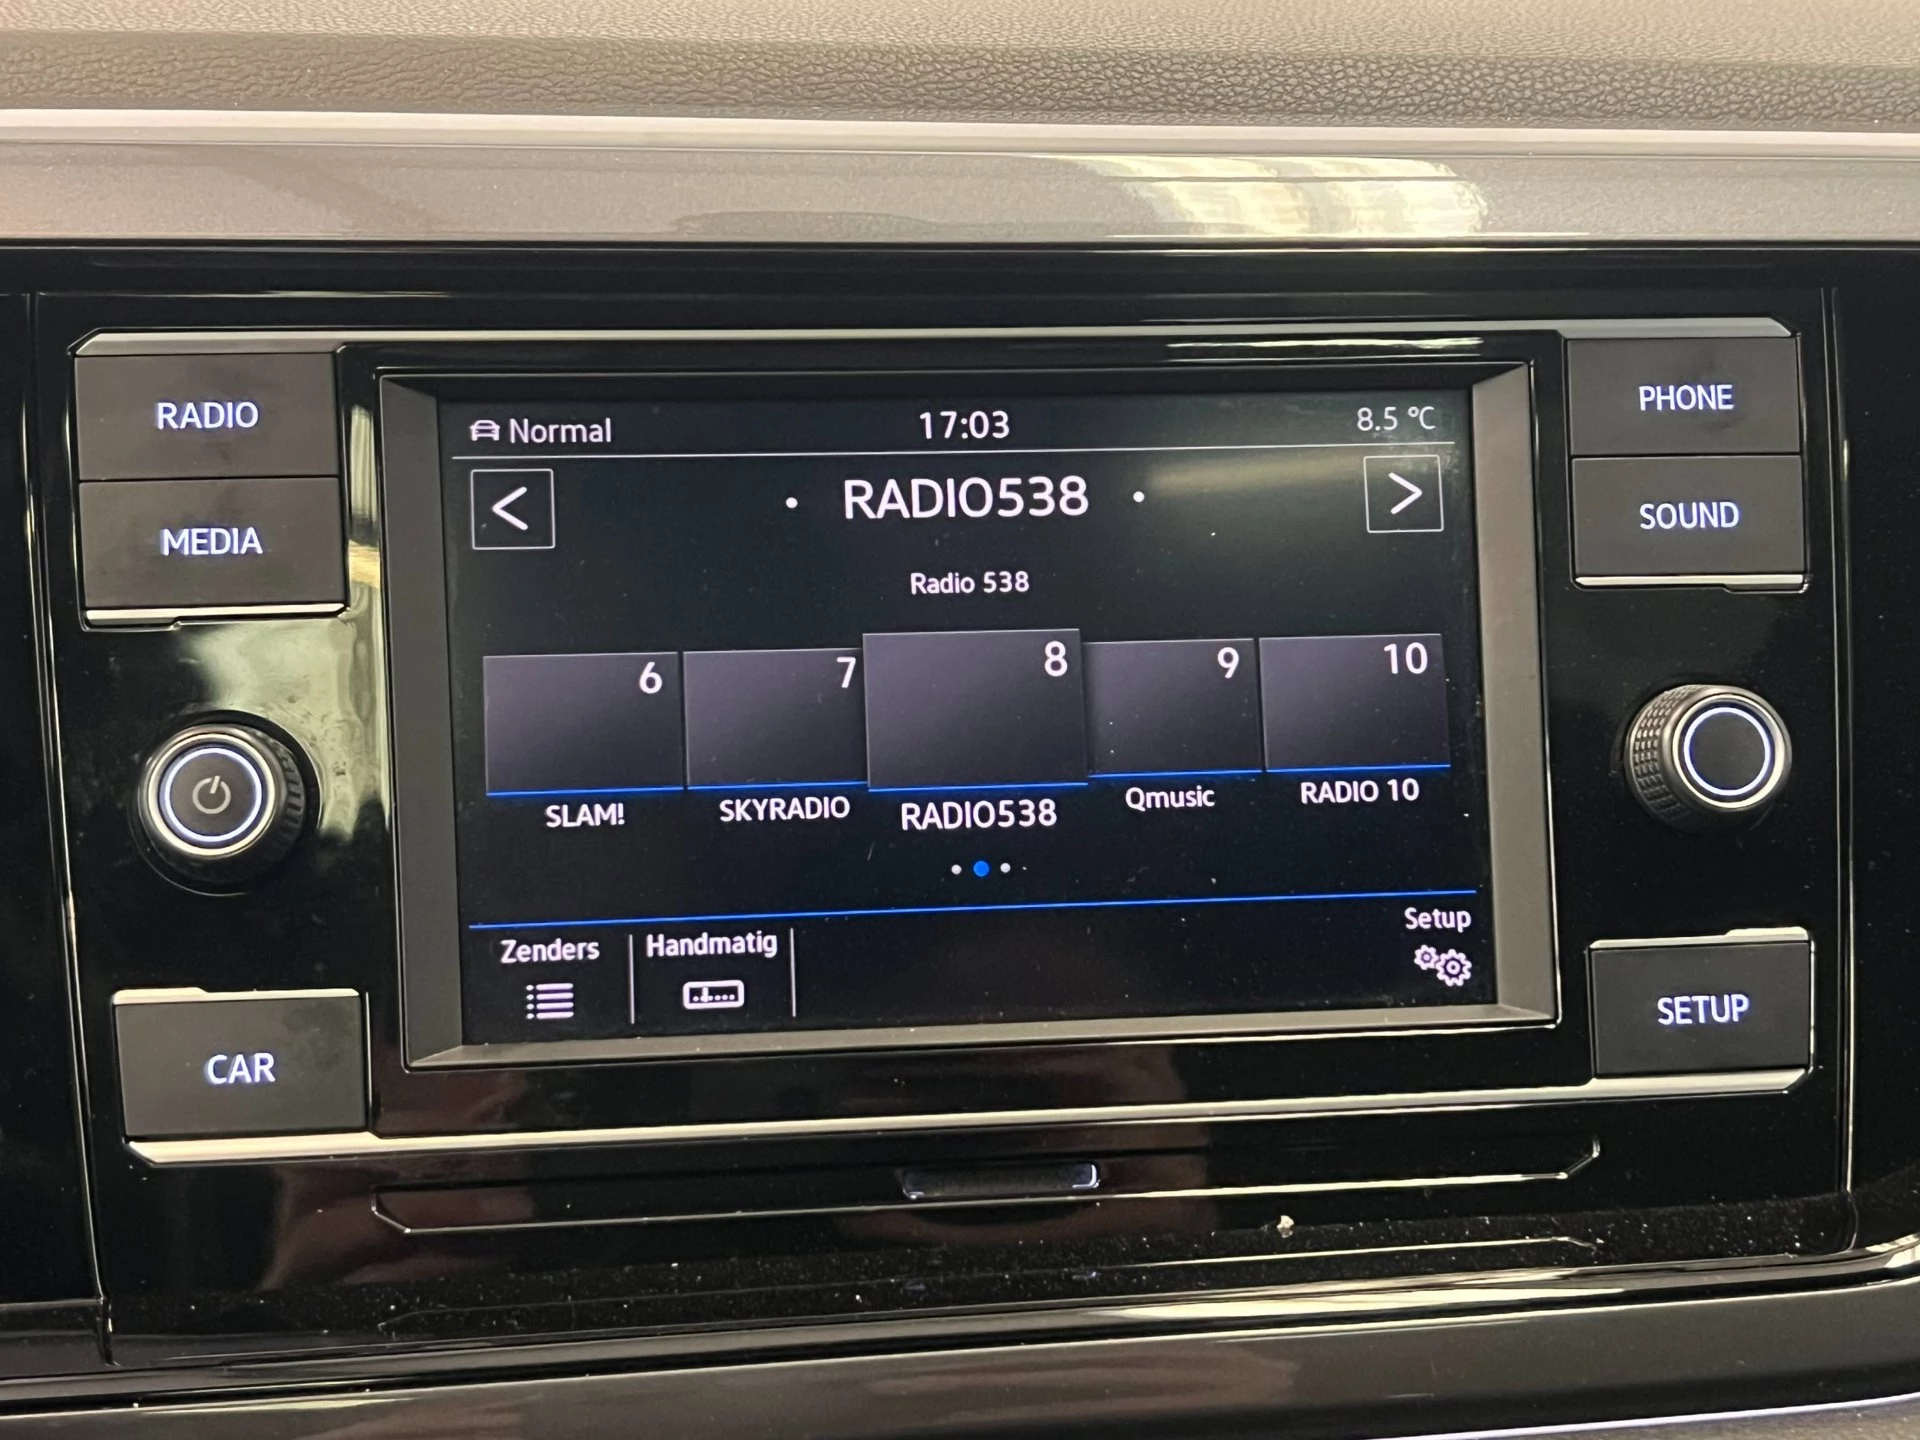 RADIO
MEDIA
CAR
Normal 17:03 8.5 °C
< • RADIO538 • >
Radio 538
6 7 8 9 10
SLAM! SKYRADIO RADIO538 Qmusic RADIO 10
Zenders Handmatig Setup
PHONE
SOUND
SETUP